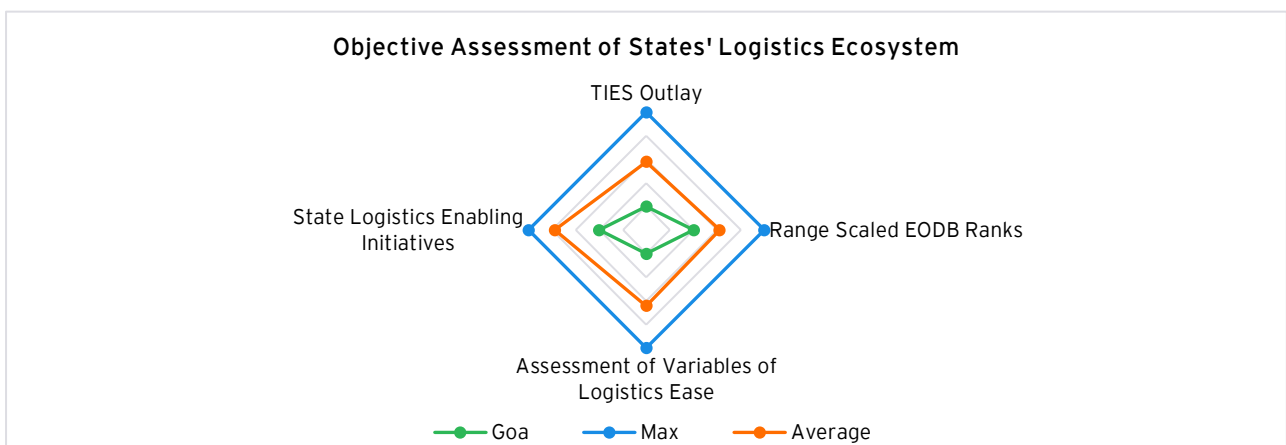 Objective Assessment of States' Logistics Ecosystem
TIES Outlay
State Logistics Enabling
Initiatives
Range Scaled EODB Ranks
Assessment of Variables of
Logistics Ease
Goa
Max
Average